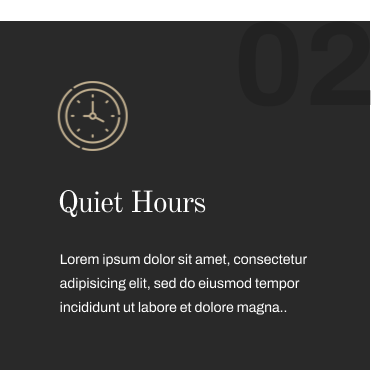 02
Quiet Hours
Lorem ipsum dolor sit amet, consectetur
adipisicing elit, sed do eiusmod tempor
incididunt ut labore et dolore magna..